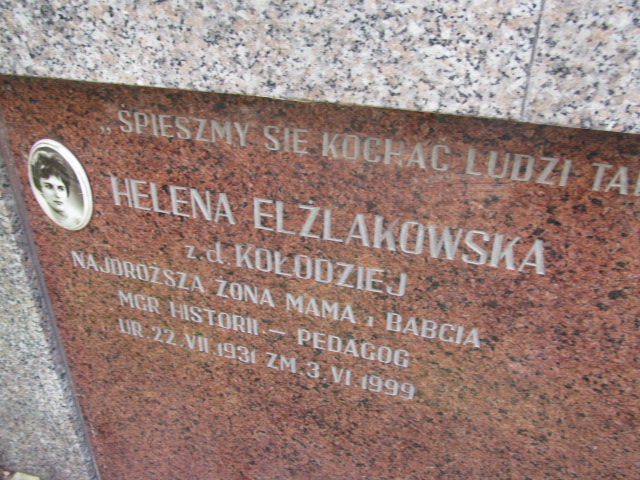 „ŚPIESZMY SIĘ KOCHAĆ LUDZI TAK
HELENA ELŻLAKOWSKA
z.d. KOŁODZIEJ
NAJDROŻSZA ŻONA MAMA i BABCIA
MGR HISTORII — PEDAGOG
UR. 22.VII.1931 ZM. 3.VI.1999